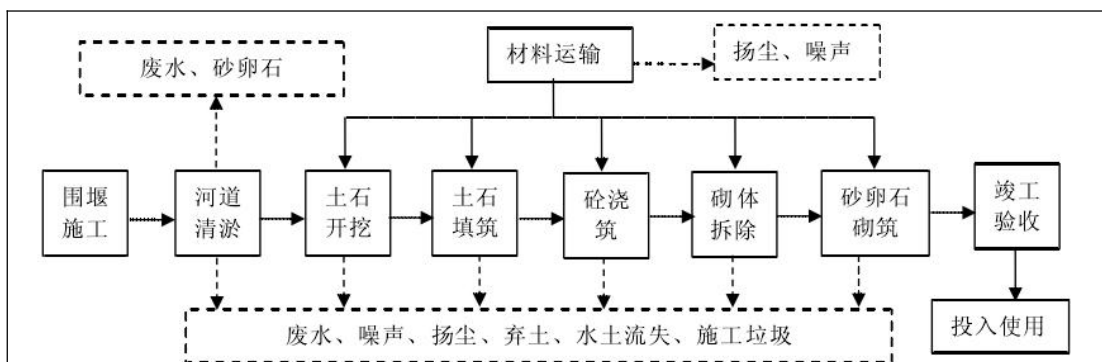 材料运输
扬尘、噪声
废水、砂卵石
围堰
施工
河道
清淤
土石
开挖
土石
填筑
砼浇
筑
砌体
拆除
砂卵石
砌筑
竣工
验收
废水、噪声、扬尘、弃土、水土流失、施工垃圾
投入使用